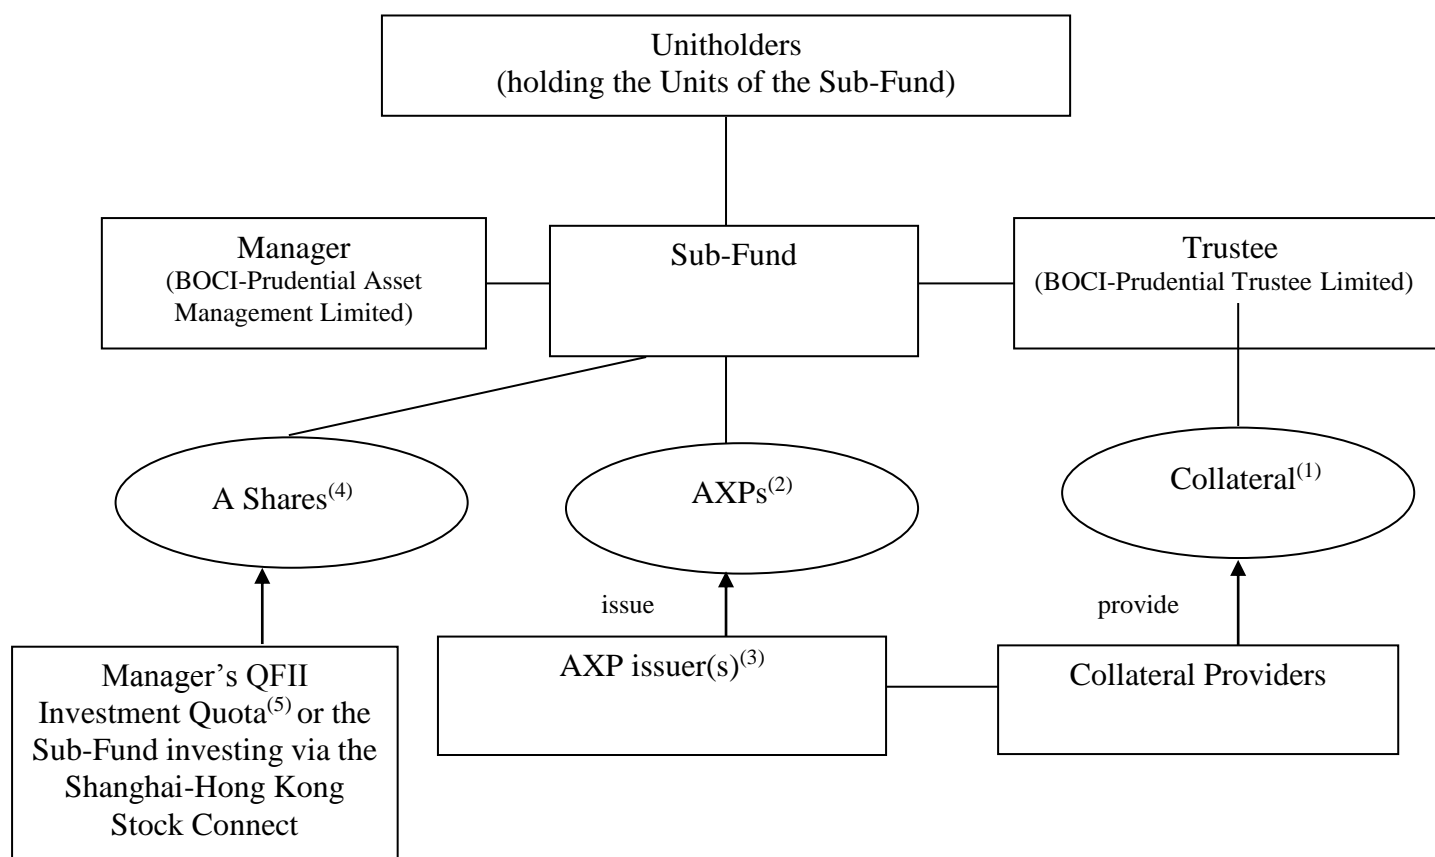 Unitholders
(holding the Units of the Sub-Fund)
Manager
(BOCI-Prudential Asset
Management Limited)
Sub-Fund
Trustee
(BOCI-Prudential Trustee Limited)
A Shares(4)
AXPs(2)
Collateral(1)
issue
provide
Manager’s QFII
Investment Quota(5) or the
Sub-Fund investing via the
Shanghai-Hong Kong
Stock Connect
AXP issuer(s)(3)
Collateral Providers